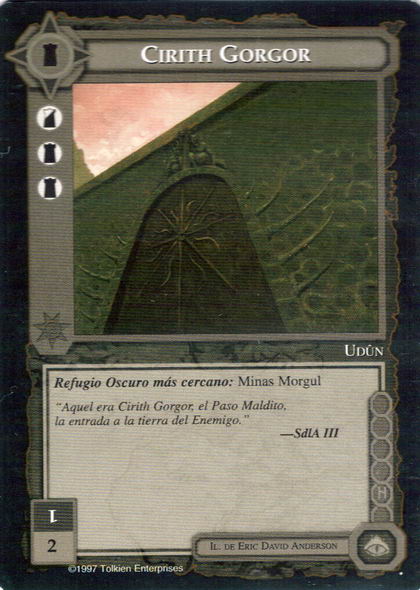 CIRITH GORGOR
UDÛN
Refugio Oscuro más cercano: Minas Morgul
“Aquel era Cirith Gorgor, el Paso Maldito,
la entrada a la tierra del Enemigo.”
—SdlA III
H
1
2
IL. DE ERIC DAVID ANDERSON
©1997 Tolkien Enterprises